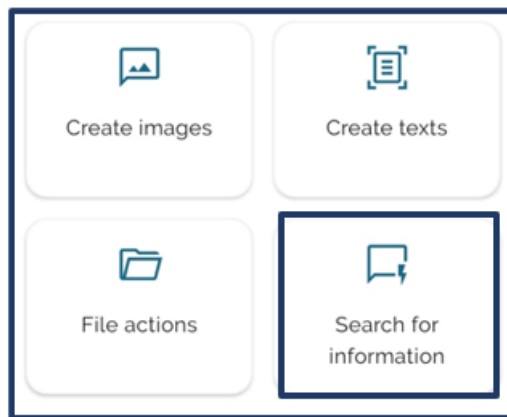 Create images
Create texts
File actions
Search for
information